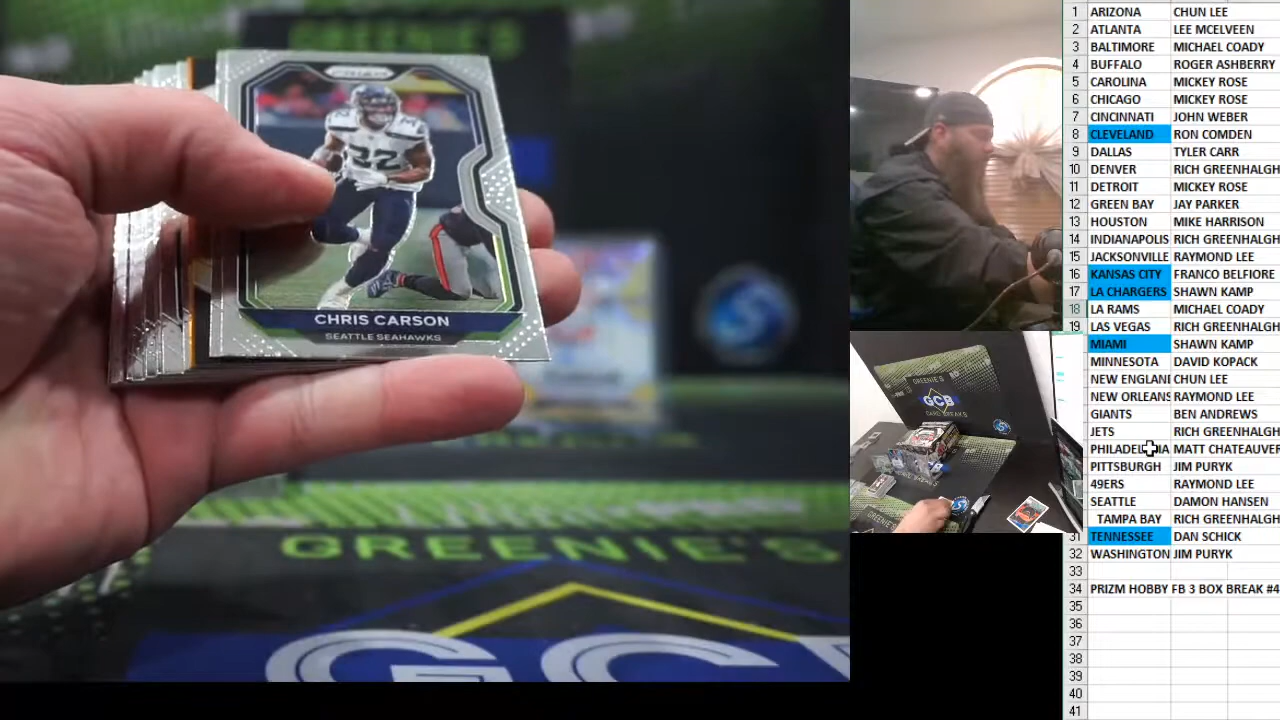 PRIZM
22
CHRIS CARSON
SEATTLE SEAHAWKS
GREENIE'S
GCB
GREENIE'S
GCB
CARD BREAKS
1 ARIZONA CHUN LEE
2 ATLANTA LEE MCELVEEN
3 BALTIMORE MICHAEL COADY
4 BUFFALO ROGER ASHBERRY
5 CAROLINA MICKEY ROSE
6 CHICAGO MICKEY ROSE
7 CINCINNATI JOHN WEBER
8 CLEVELAND RON COMDEN
9 DALLAS TYLER CARR
10 DENVER RICH GREENHALGH
11 DETROIT MICKEY ROSE
12 GREEN BAY JAY PARKER
13 HOUSTON MIKE HARRISON
14 INDIANAPOLIS RICH GREENHALGH
15 JACKSONVILLE RAYMOND LEE
16 KANSAS CITY FRANCO BELFIORE
17 LA CHARGERS SHAWN KAMP
18 LA RAMS MICHAEL COADY
19 LAS VEGAS RICH GREENHALGH
MIAMI SHAWN KAMP
MINNESOTA DAVID KOPACK
NEW ENGLAN CHUN LEE
NEW ORLEANS RAYMOND LEE
GIANTS BEN ANDREWS
JETS RICH GREENHALGH
PHILADELPHIA MATT CHATEAUVER
PITTSBURGH JIM PURYK
49ERS RAYMOND LEE
SEATTLE DAMON HANSEN
TAMPA BAY RICH GREENHALGH
31 TENNESSEE DAN SCHICK
32 WASHINGTON JIM PURYK
33
34 PRIZM HOBBY FB 3 BOX BREAK #4
35
36
37
38
39
40
41